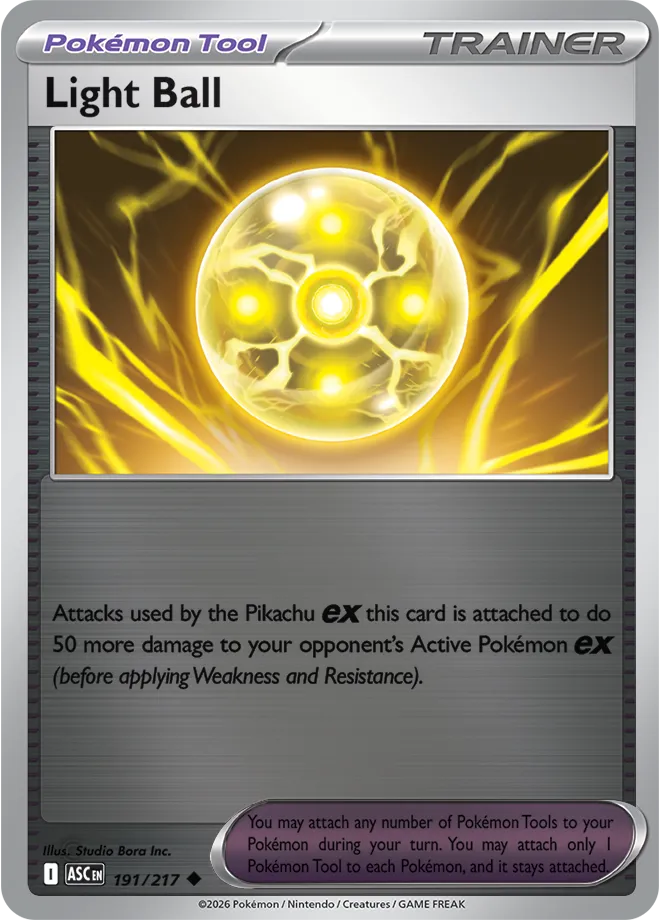 Pokémon Tool
TRAINER
Light Ball
Attacks used by the Pikachu ex this card is attached to do
50 more damage to your opponent's Active Pokémon ex
(before applying Weakness and Resistance).
You may attach any number of Pokémon Tools to your
Pokémon during your turn. You may attach only 1
Pokémon Tool to each Pokémon, and it stays attached.
Illus. Studio Bora Inc.
I ASC EN 191/217
©2026 Pokémon / Nintendo / Creatures / GAME FREAK